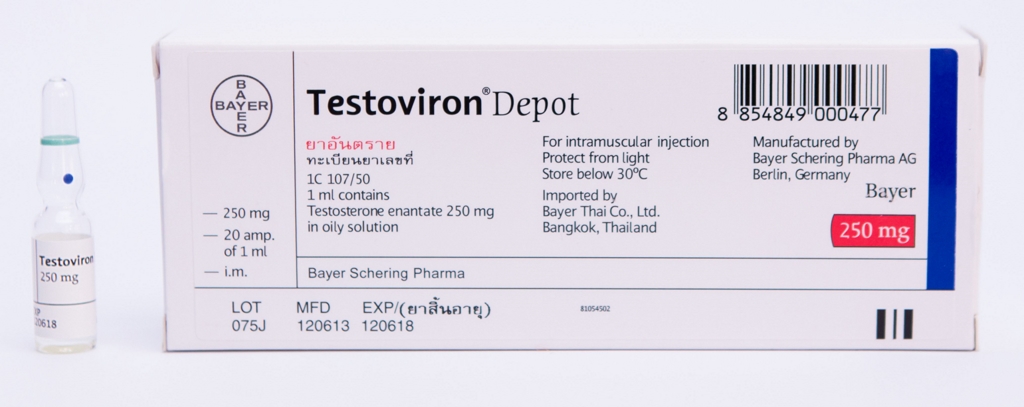 BAYER
BAYER
Testoviron® Depot
8 854849 000477
ยาอันตราย
ทะเบียนยาเลขที่
1C 107/50
1 ml contains
Testosterone enantate 250 mg
in oily solution
For intramuscular injection
Protect from light
Store below 30ºC
Imported by
Bayer Thai Co., Ltd.
Bangkok, Thailand
Manufactured by
Bayer Schering Pharma AG
Berlin, Germany
Bayer
250 mg
— 250 mg
— 20 amp.
of 1 ml
— i.m.
Bayer Schering Pharma
LOT MFD EXP/(ยาสิ้นอายุ)
075J 120613 120618
81054502
Testoviron
250 mg
20618